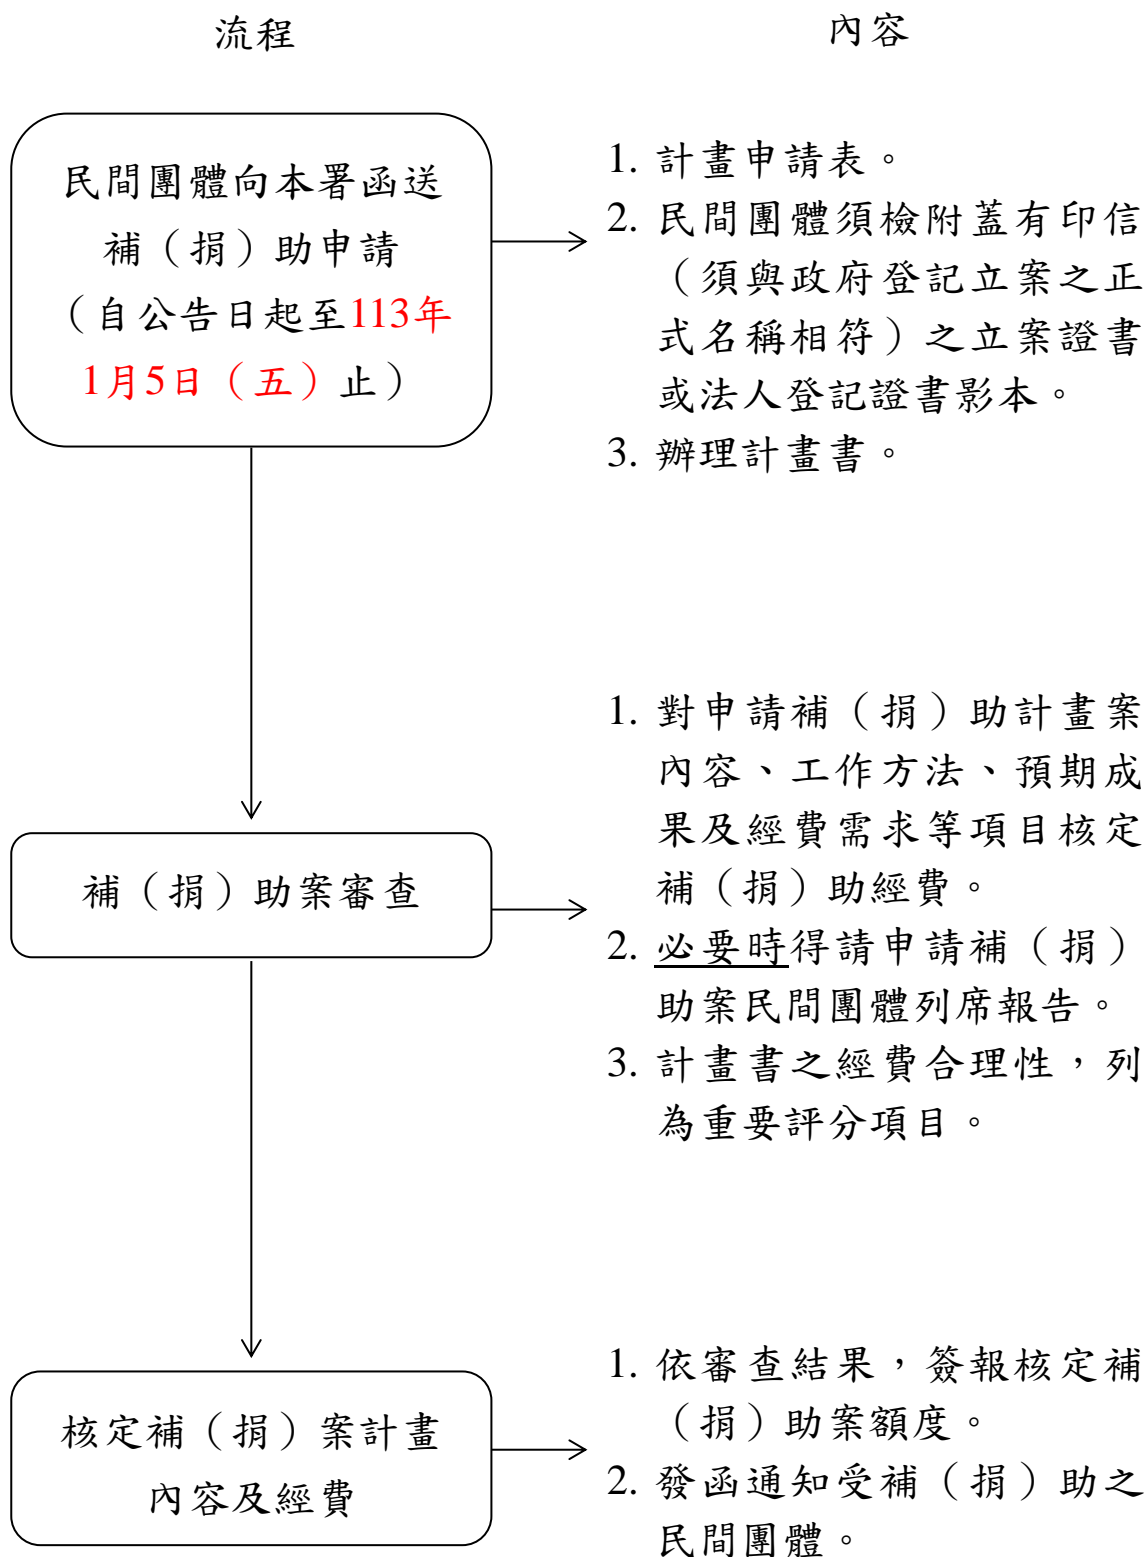 流程
內容
民間團體向本署函送
補（捐）助申請
（自公告日起至113年
1月5日（五）止）
1. 計畫申請表。
2. 民間團體須檢附蓋有印信
（須與政府登記立案之正
式名稱相符）之立案證書
或法人登記證書影本。
3. 辦理計畫書。
補（捐）助案審查
1. 對申請補（捐）助計畫案
內容、工作方法、預期成
果及經費需求等項目核定
補（捐）助經費。
2. 必要時得請申請補（捐）
助案民間團體列席報告。
3. 計畫書之經費合理性，列
為重要評分項目。
核定補（捐）案計畫
內容及經費
1. 依審查結果，簽報核定補
（捐）助案額度。
2. 發函通知受補（捐）助之
民間團體。